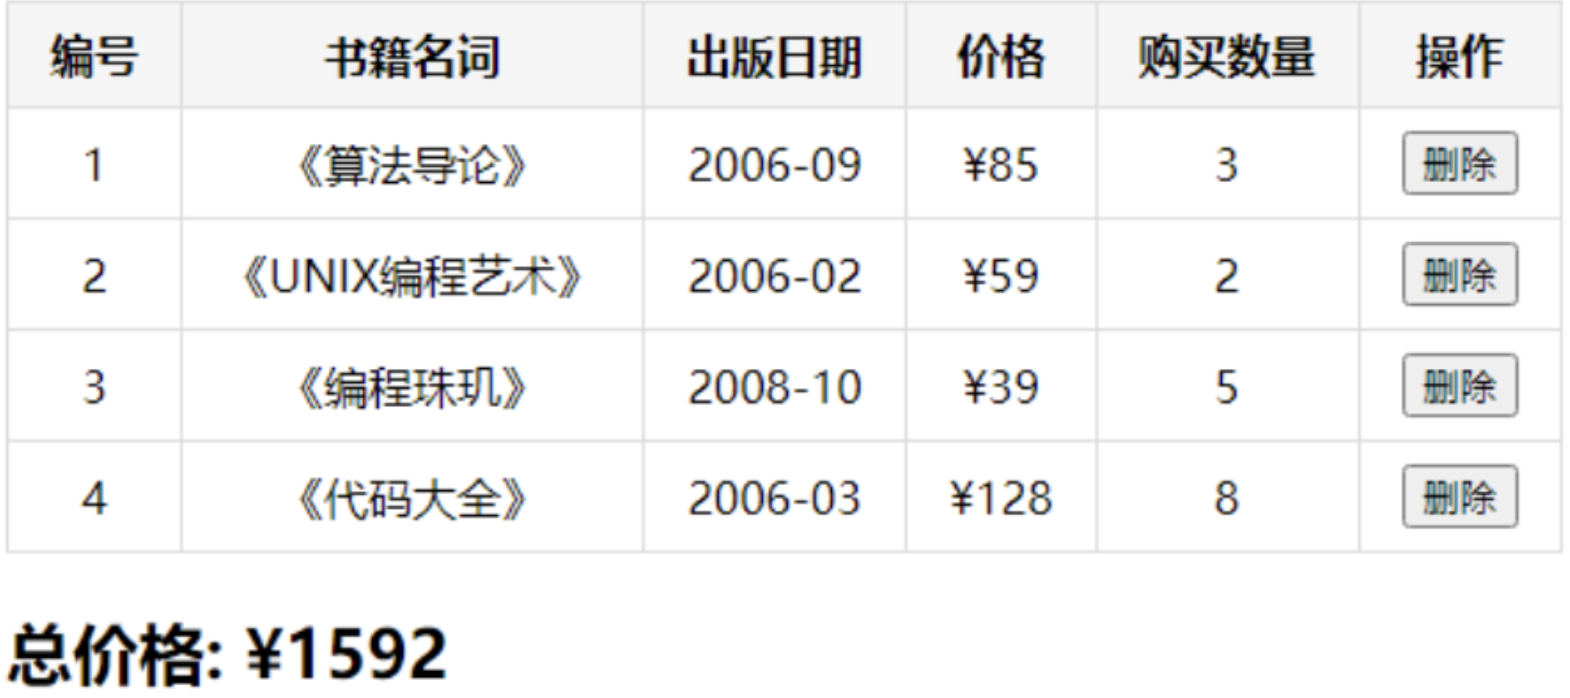 编号 书籍名词 出版日期 价格 购买数量 操作
1 《算法导论》 2006-09 ¥85 3 删除
2 《UNIX编程艺术》 2006-02 ¥59 2 删除
3 《编程珠玑》 2008-10 ¥39 5 删除
4 《代码大全》 2006-03 ¥128 8 删除
总价格: ¥1592